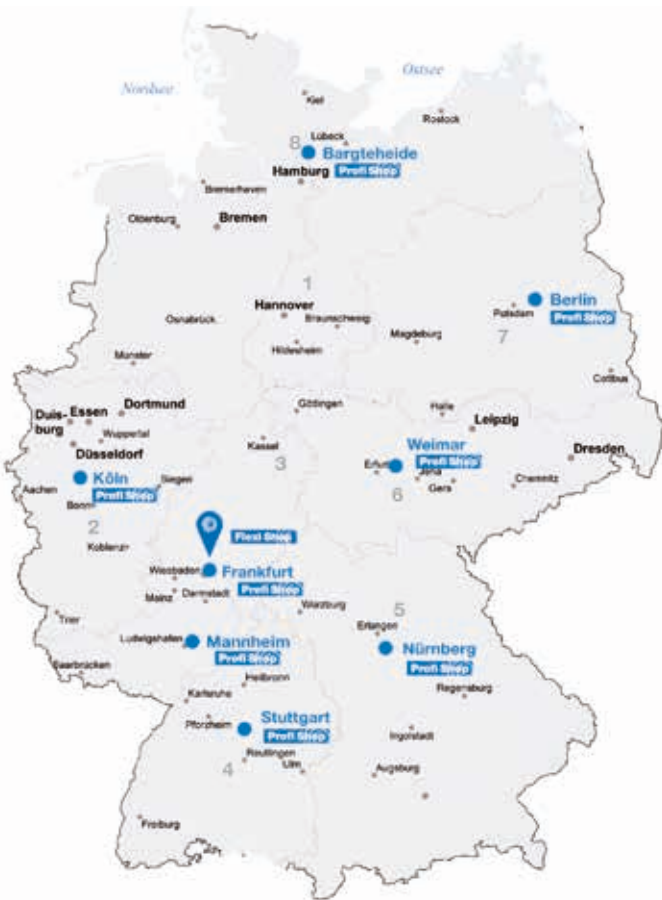 Nordsee
Ostsee
Kiel
Rostock
Lübeck
8
Bargteheide
Profi Shop
Hamburg
Bremerhaven
Oldenburg
Bremen
1
Hannover
Braunschweig
Osnabrück
Hildesheim
Magdeburg
Berlin
Potsdam
Profi Shop
7
Münster
Cottbus
Göttingen
Halle
Dortmund
Essen
Duis-
burg
Wuppertal
Düsseldorf
Leipzig
Kassel
3
Weimar
Erfurt
Profi Shop
Jena
Gera
6
Dresden
Chemnitz
Köln
Profi Shop
Siegen
Aachen
Bonn
2
Koblenz
Flexi Shop
Wiesbaden
Frankfurt
Profi Shop
Mainz
Darmstadt
Würzburg
5
Erlangen
Trier
Ludwigshafen
Mannheim
Profi Shop
Nürnberg
Profi Shop
Saarbrücken
Heilbronn
Regensburg
Karlsruhe
Pforzheim
Stuttgart
Profi Shop
Ingolstadt
Reutlingen
4
Ulm
Augsburg
Freiburg